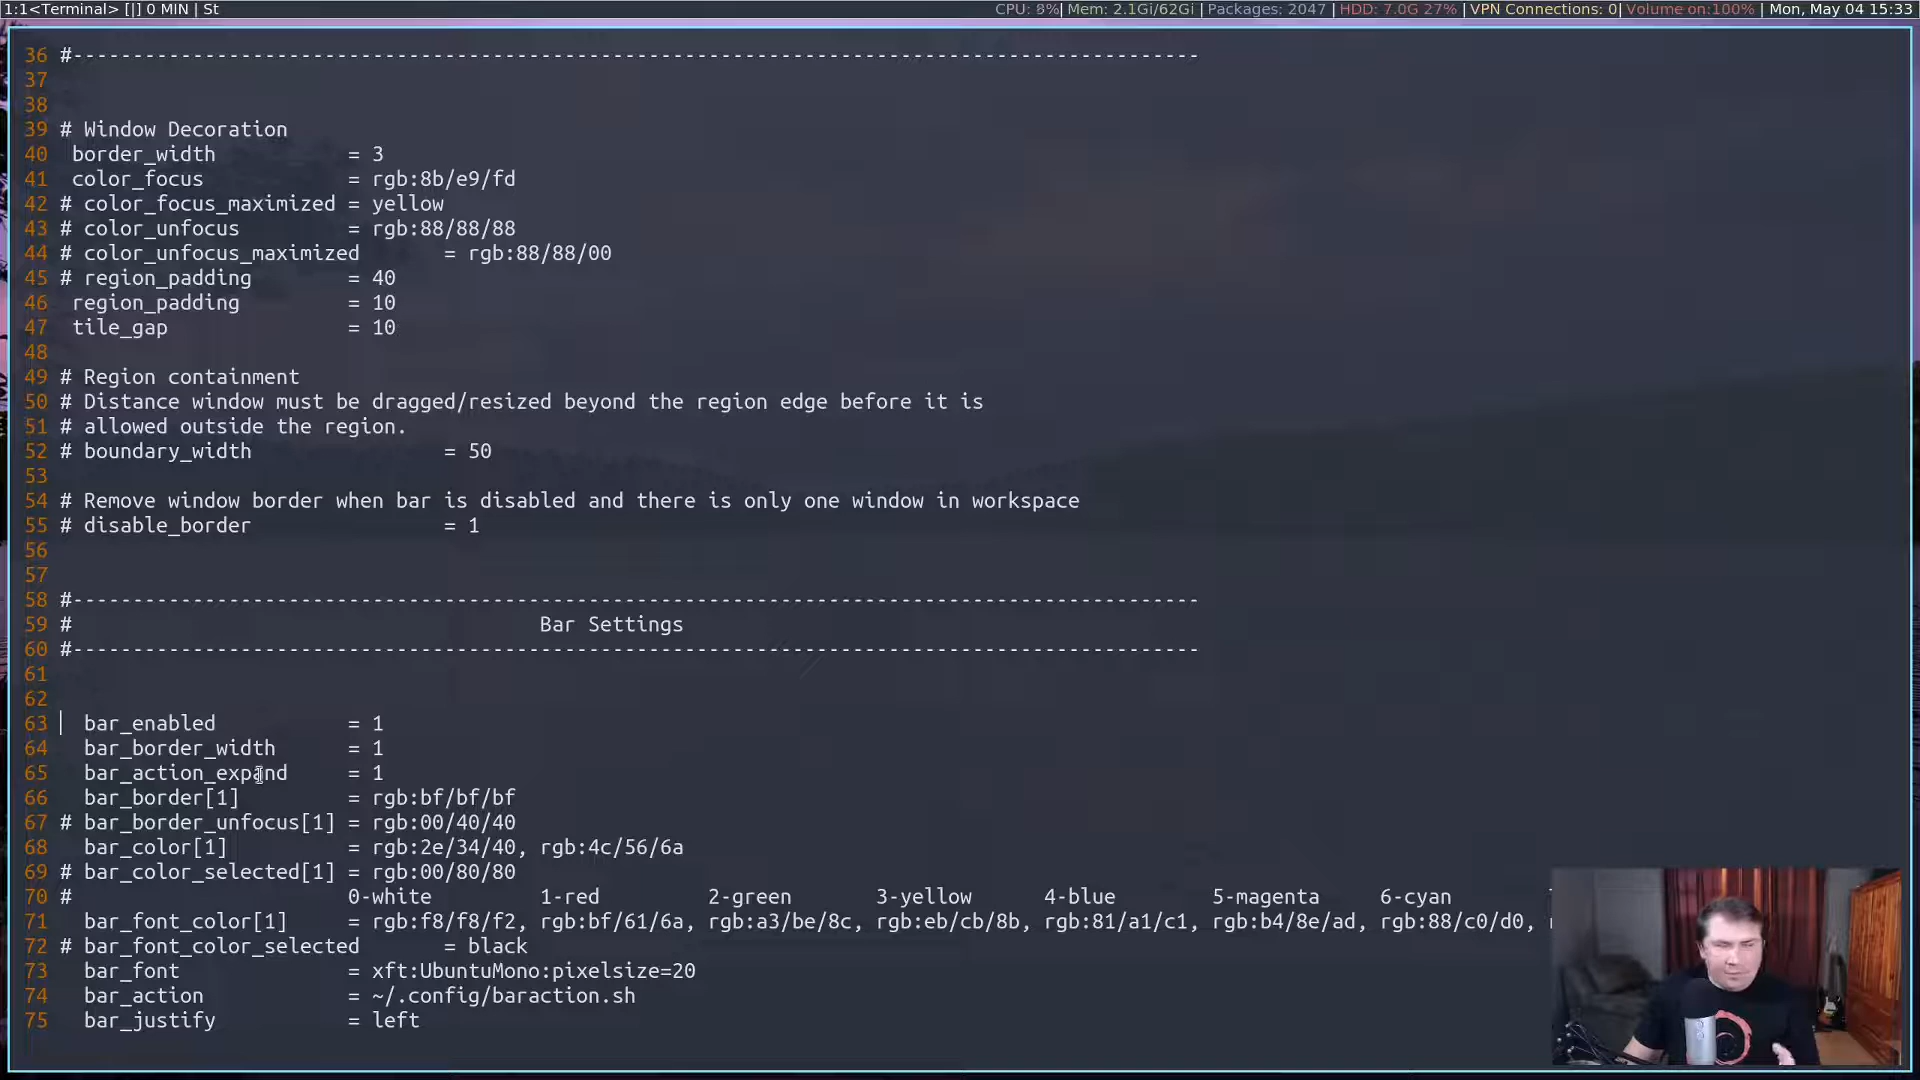 1:1<Terminal> [|] 0 MIN | St
CPU: 8%| Mem: 2.1Gi/62Gi | Packages: 2047 | HDD: 7.0G 27% | VPN Connections: 0| Volume on:100% | Mon, May 04 15:33
36 #----------------------------------------------------------------------------------------------
37
38
39 # Window Decoration
40 border_width = 3
41 color_focus = rgb:8b/e9/fd
42 # color_focus_maximized = yellow
43 # color_unfocus = rgb:88/88/88
44 # color_unfocus_maximized = rgb:88/88/00
45 # region_padding = 40
46 region_padding = 10
47 tile_gap = 10
48
49 # Region containment
50 # Distance window must be dragged/resized beyond the region edge before it is
51 # allowed outside the region.
52 # boundary_width = 50
53
54 # Remove window border when bar is disabled and there is only one window in workspace
55 # disable_border = 1
56
57
58 #----------------------------------------------------------------------------------------------
59 # Bar Settings
60 #----------------------------------------------------------------------------------------------
61
62
63 bar_enabled = 1
64 bar_border_width = 1
65 bar_action_expand = 1
66 bar_border[1] = rgb:bf/bf/bf
67 # bar_border_unfocus[1] = rgb:00/40/40
68 bar_color[1] = rgb:2e/34/40, rgb:4c/56/6a
69 # bar_color_selected[1] = rgb:00/80/80
70 # 0-white 1-red 2-green 3-yellow 4-blue 5-magenta 6-cyan
71 bar_font_color[1] = rgb:f8/f8/f2, rgb:bf/61/6a, rgb:a3/be/8c, rgb:eb/cb/8b, rgb:81/a1/c1, rgb:b4/8e/ad, rgb:88/c0/d0,
72 # bar_font_color_selected = black
73 bar_font = xft:UbuntuMono:pixelsize=20
74 bar_action = ~/.config/baraction.sh
75 bar_justify = left